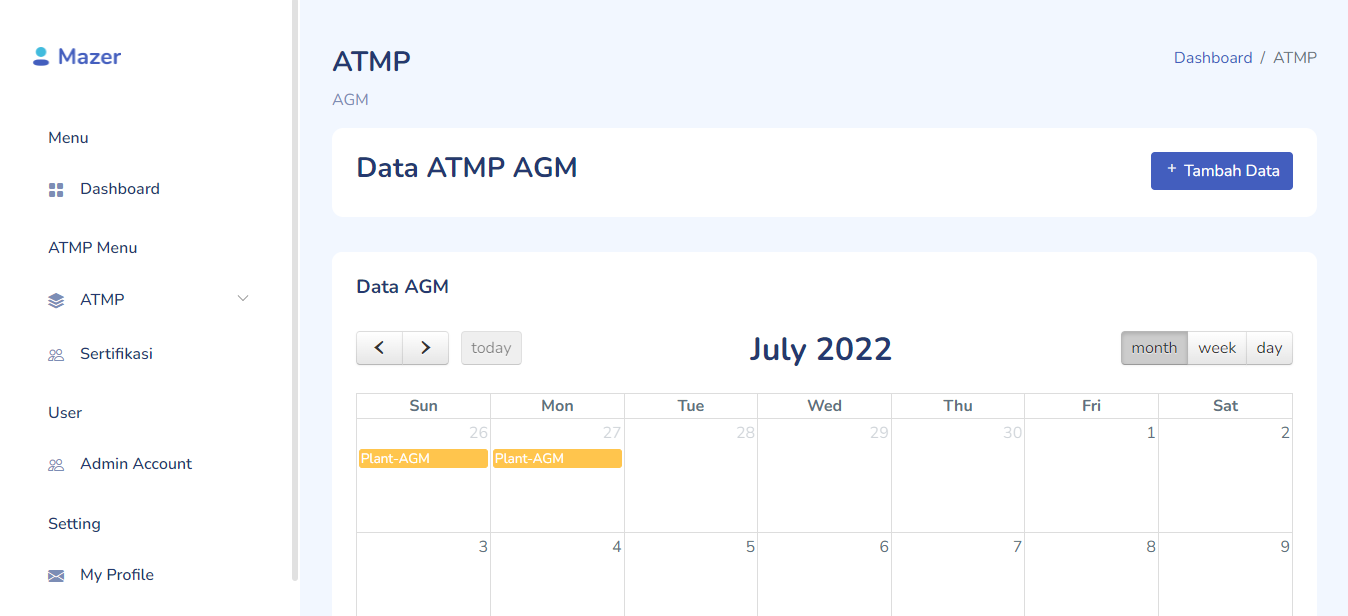 Mazer
Menu
Dashboard
ATMP Menu
ATMP
Sertifikasi
User
Admin Account
Setting
My Profile
ATMP
AGM
Dashboard / ATMP
Data ATMP AGM
+ Tambah Data
Data AGM
today
July 2022
month week day
Sun Mon Tue Wed Thu Fri Sat
26 27 28 29 30 1 2
Plant-AGM Plant-AGM
3 4 5 6 7 8 9